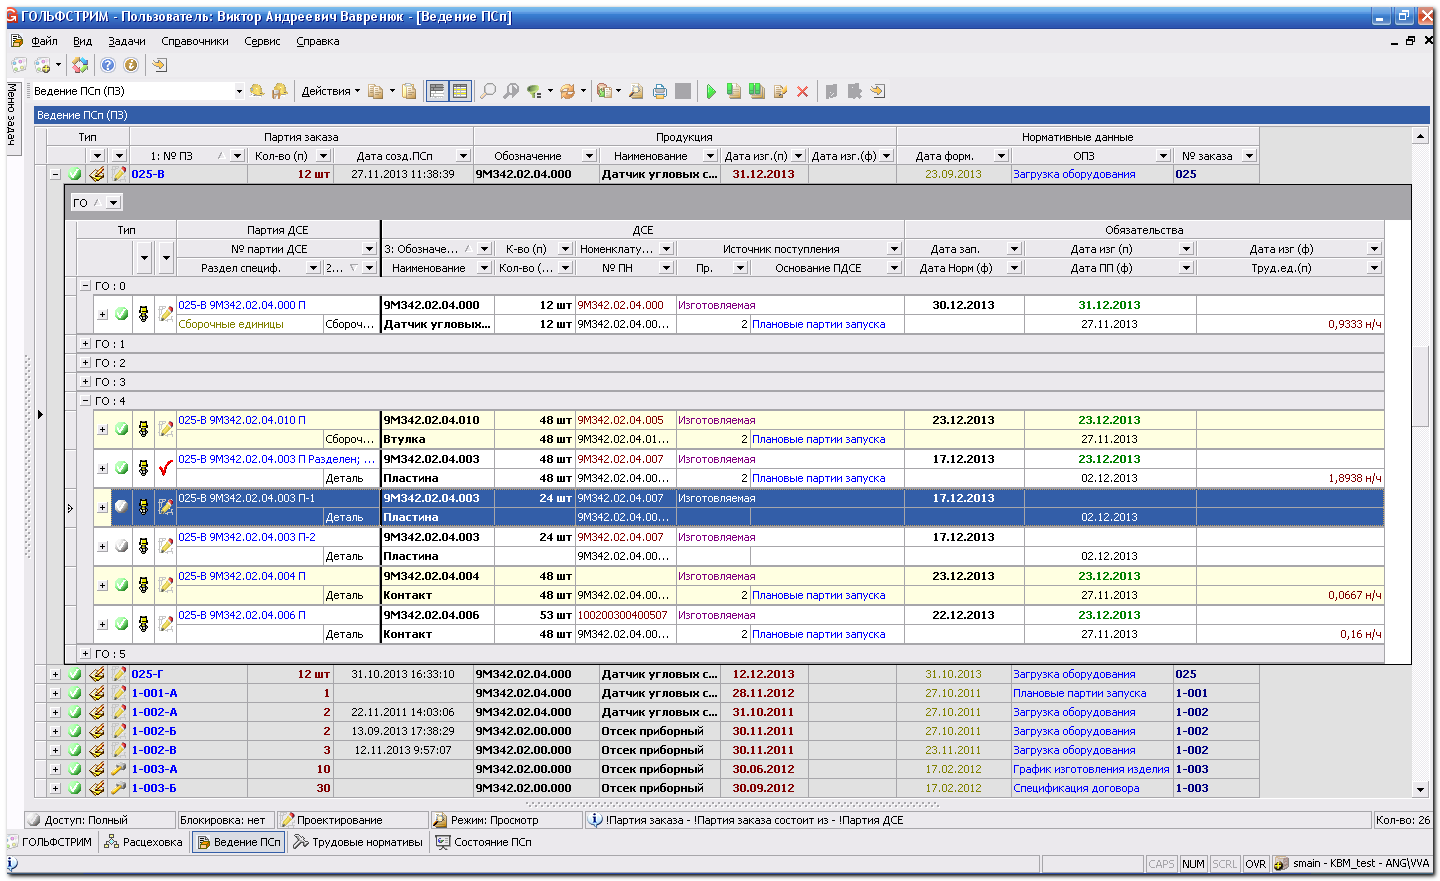 ГОЛЬФСТРИМ - Пользователь: Виктор Андреевич Вавренюк - [Ведение ПСп]
Файл Вид Задачи Справочники Сервис Справка
Меню задач
Ведение ПСп (ПЗ) Действия
Ведение ПСп (ПЗ)
Тип Партия заказа Продукция Нормативные данные
1: № ПЗ Кол-во (п) Дата созд.ПСп Обозначение Наименование Дата изг.(п) Дата изг.(ф) Дата форм. ОПЗ № заказа
025-В 12 шт 27.11.2013 11:38:39 9М342.02.04.000 Датчик угловых с... 31.12.2013 23.09.2013 Загрузка оборудования 025
ГО
Тип Партия ДСЕ ДСЕ Обязательства
№ партии ДСЕ 3: Обозначе... К-во (п) Номенклату... Источник поступления Дата зап. Дата изг (п) Дата изг (ф)
Раздел специф. 2... Наименование Кол-во (... № ПН Пр. Основание ПДСЕ Дата Норм (ф) Дата ПП (ф) Труд.ед.(п)
ГО : 0
025-В 9М342.02.04.000 П 9М342.02.04.000 12 шт 9М342.02.04.000 Изготовляемая 30.12.2013 31.12.2013
Сборочные единицы Сбороч... Датчик угловых... 12 шт 9М342.02.04.00... 2 Плановые партии запуска 27.11.2013 0,9333 н/ч
ГО : 1
ГО : 2
ГО : 3
ГО : 4
025-В 9М342.02.04.010 П 9М342.02.04.010 48 шт 9М342.02.04.005 Изготовляемая 23.12.2013 23.12.2013
Сбороч... Втулка 48 шт 9М342.02.04.01... 2 Плановые партии запуска 27.11.2013
025-В 9М342.02.04.003 П Разделен; ... 9М342.02.04.003 48 шт 9М342.02.04.007 Изготовляемая 17.12.2013 23.12.2013
Деталь Пластина 48 шт 9М342.02.04.00... 2 Плановые партии запуска 02.12.2013 1,8938 н/ч
025-В 9М342.02.04.003 П-1 9М342.02.04.003 24 шт 9М342.02.04.007 Изготовляемая 17.12.2013
Деталь Пластина 9М342.02.04.00... 02.12.2013
025-В 9М342.02.04.003 П-2 9М342.02.04.003 24 шт 9М342.02.04.007 Изготовляемая 17.12.2013
Деталь Пластина 9М342.02.04.00... 02.12.2013
025-В 9М342.02.04.004 П 9М342.02.04.004 48 шт Изготовляемая 23.12.2013 23.12.2013
Деталь Контакт 48 шт 9М342.02.04.00... 2 Плановые партии запуска 27.11.2013 0,0667 н/ч
025-В 9М342.02.04.006 П 9М342.02.04.006 53 шт 100200300400507 Изготовляемая 22.12.2013 23.12.2013
Деталь Контакт 48 шт 9М342.02.04.00... 2 Плановые партии запуска 27.11.2013 0,16 н/ч
ГО : 5
025-Г 12 шт 31.10.2013 16:33:10 9М342.02.04.000 Датчик угловых с... 12.12.2013 31.10.2013 Загрузка оборудования 025
1-001-А 1 9М342.02.04.000 Датчик угловых с... 28.11.2012 27.10.2011 Плановые партии запуска 1-001
1-002-А 2 22.11.2011 14:03:06 9М342.02.04.000 Датчик угловых с... 31.10.2011 27.10.2011 Загрузка оборудования 1-002
1-002-Б 2 13.09.2013 17:38:29 9М342.02.00.000 Отсек приборный 30.11.2011 27.10.2011 Загрузка оборудования 1-002
1-002-В 3 12.11.2013 9:57:07 9М342.02.00.000 Отсек приборный 30.11.2011 23.11.2011 Загрузка оборудования 1-002
1-003-А 10 9М342.02.00.000 Отсек приборный 30.06.2012 17.02.2012 График изготовления изделия 1-003
1-003-Б 30 9М342.02.00.000 Отсек приборный 30.09.2012 17.02.2012 Спецификация договора 1-003
Доступ: Полный Блокировка: нет Проектирование Режим: Просмотр !Партия заказа - !Партия заказа состоит из - !Партия ДСЕ Кол-во: 26
ГОЛЬФСТРИМ Расцеховка Ведение ПСп Трудовые нормативы Состояние ПСп
CAPS NUM SCRL OVR smain - KBM_test - ANG\VVA